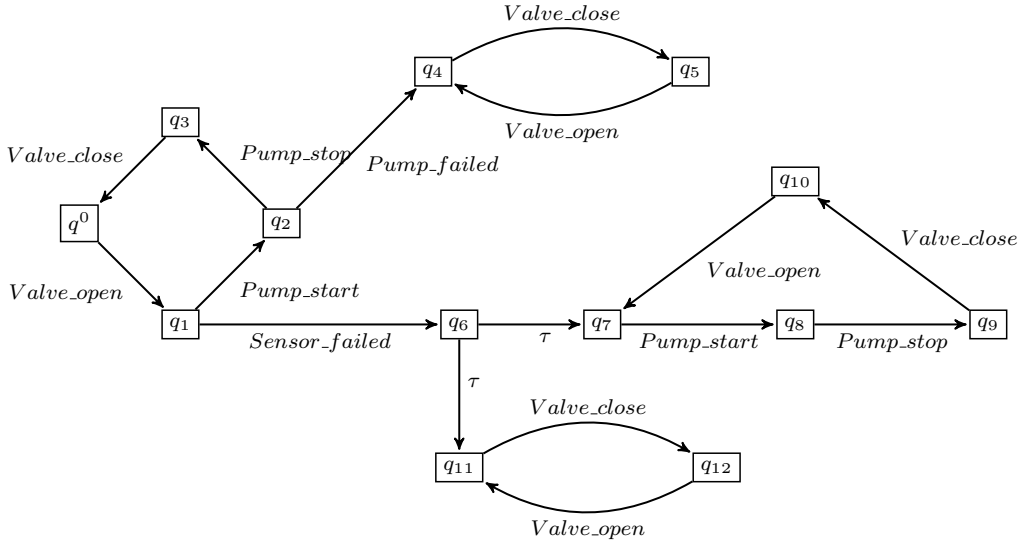 Valve_close
q4
q5
Valve_open
q3
Valve_close
Pump_stop
Pump_failed
q0
q2
q10
Valve_open
Pump_start
Valve_open
Valve_close
q1
Sensor_failed
q6
τ
q7
Pump_start
q8
Pump_stop
q9
τ
Valve_close
q11
q12
Valve_open